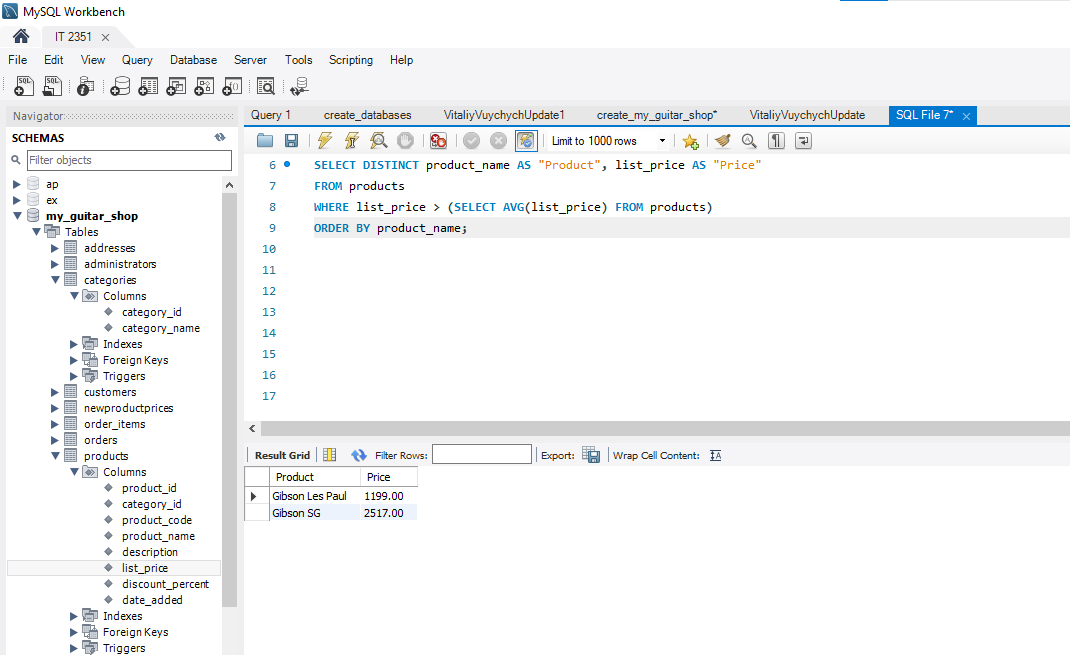 MySQL Workbench
IT 2351
File Edit View Query Database Server Tools Scripting Help
Navigator
SCHEMAS
Filter objects
ap
ex
my_guitar_shop
Tables
addresses
administrators
categories
Columns
category_id
category_name
Indexes
Foreign Keys
Triggers
customers
newproductprices
order_items
orders
products
Columns
product_id
category_id
product_code
product_name
description
list_price
discount_percent
date_added
Indexes
Foreign Keys
Triggers
Query 1 create_databases VitaliyVuychychUpdate1 create_my_guitar_shop* VitaliyVuychychUpdate SQL File 7*
Limit to 1000 rows
6 SELECT DISTINCT product_name AS "Product", list_price AS "Price"
7 FROM products
8 WHERE list_price > (SELECT AVG(list_price) FROM products)
9 ORDER BY product_name;
10
11
12
13
14
15
16
17
Result Grid Filter Rows: Export: Wrap Cell Content:
Product Price
Gibson Les Paul 1199.00
Gibson SG 2517.00